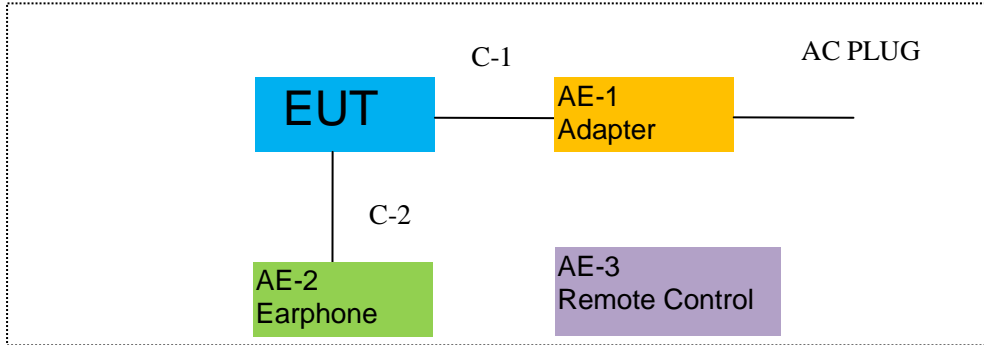 C-1
AC PLUG
EUT
AE-1
Adapter
C-2
AE-2
Earphone
AE-3
Remote Control